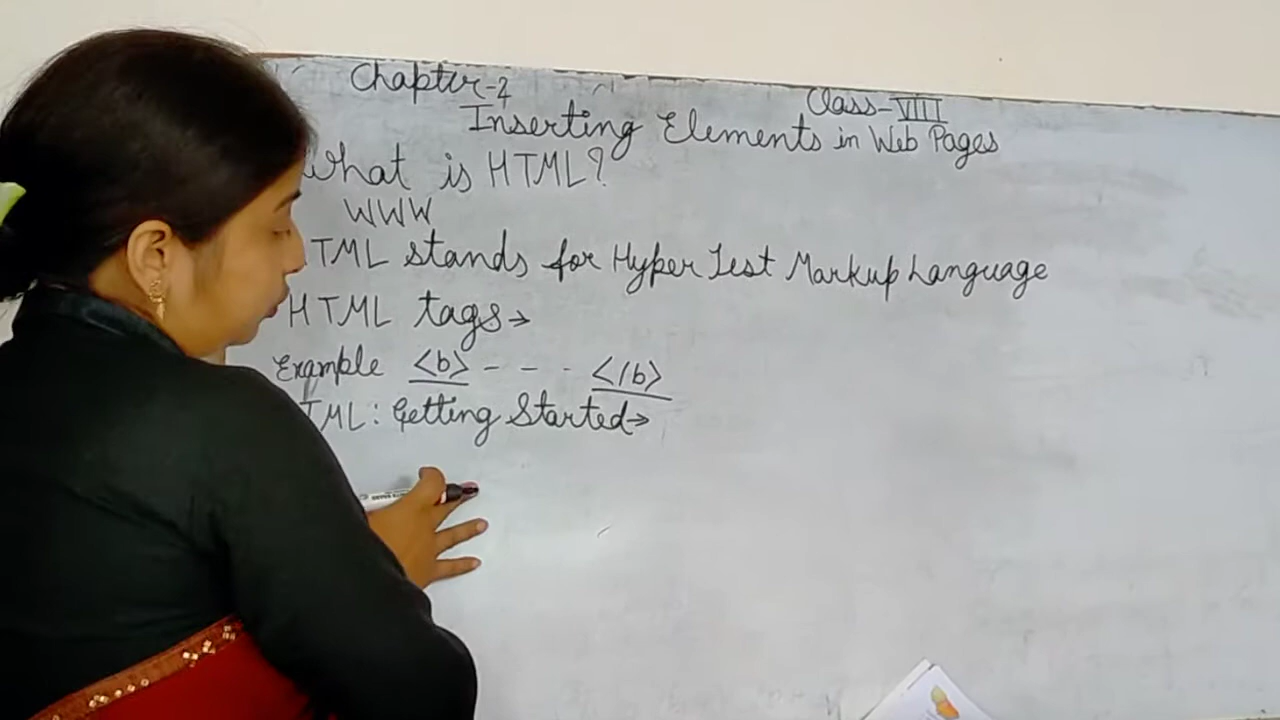 Chapter-2
Class-VIII
Inserting Elements in Web Pages
What is HTML?
WWW
TML stands for Hyper Test Markup Language
HTML tags→
Example <b> - - - </b>
TML: Getting Started→